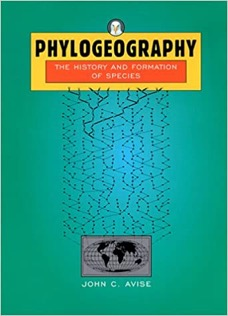 PHYLOGEOGRAPHY
THE HISTORY AND FORMATION
OF SPECIES
JOHN C. AVISE